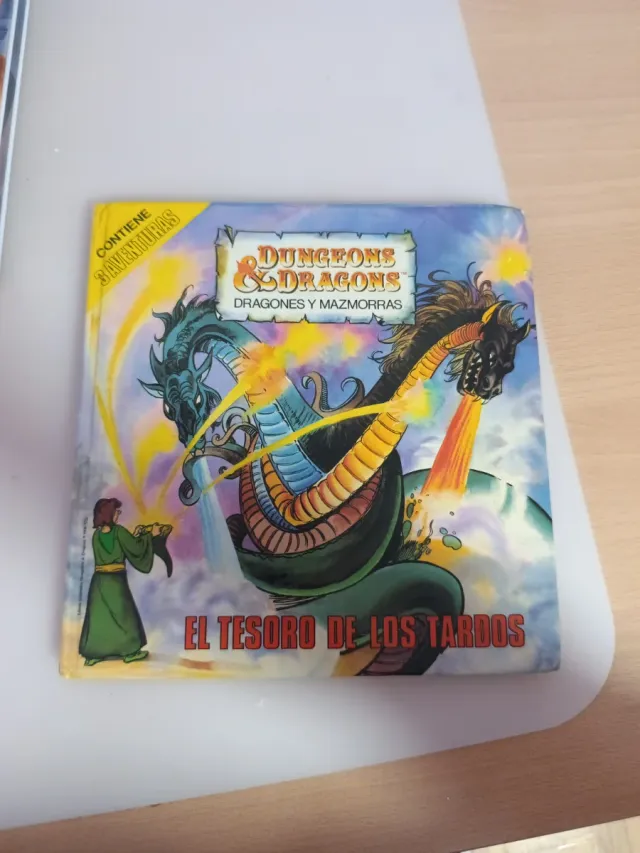 CONTIENE
3 AVENTURAS
DUNGEONS
& DRAGONS
DRAGONES Y MAZMORRAS
EL TESORO DE LOS TARDOS